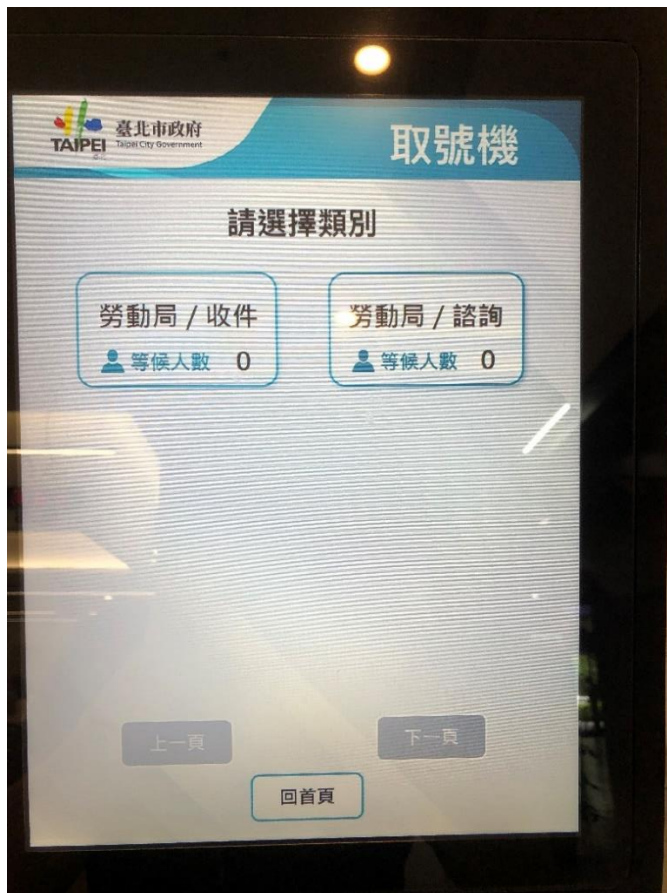 TAIPEI
臺北市政府
Taipei City Government
取號機
請選擇類別
勞動局 / 收件
等候人數 0
勞動局 / 諮詢
等候人數 0
上一頁
下一頁
回首頁